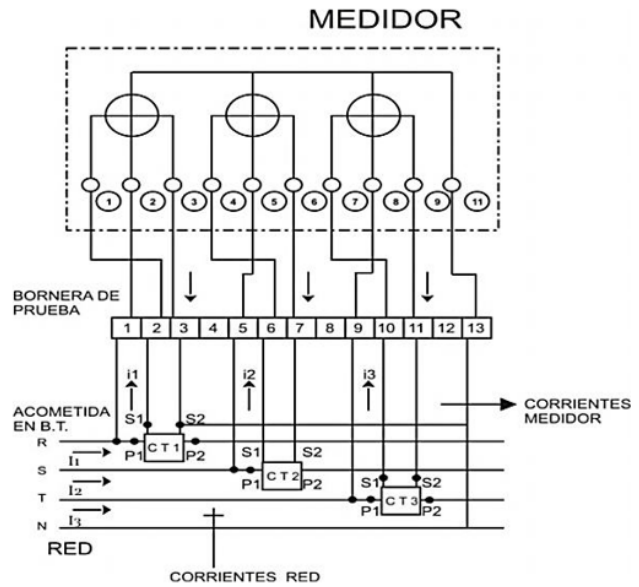 MEDIDOR
1 2 3 4 5 6 7 8 9 11
BORNERA DE
PRUEBA
1 2 3 4 5 6 7 8 9 10 11 12 13
i1 i2 i3
CORRIENTES
MEDIDOR
ACOMETIDA
EN B.T.
S1 S2
R
I1
P1 CT1 P2
S1 S2
S
I2
P1 CT2 P2
S1 S2
T
I3
P1 CT3 P2
N
RED
CORRIENTES RED